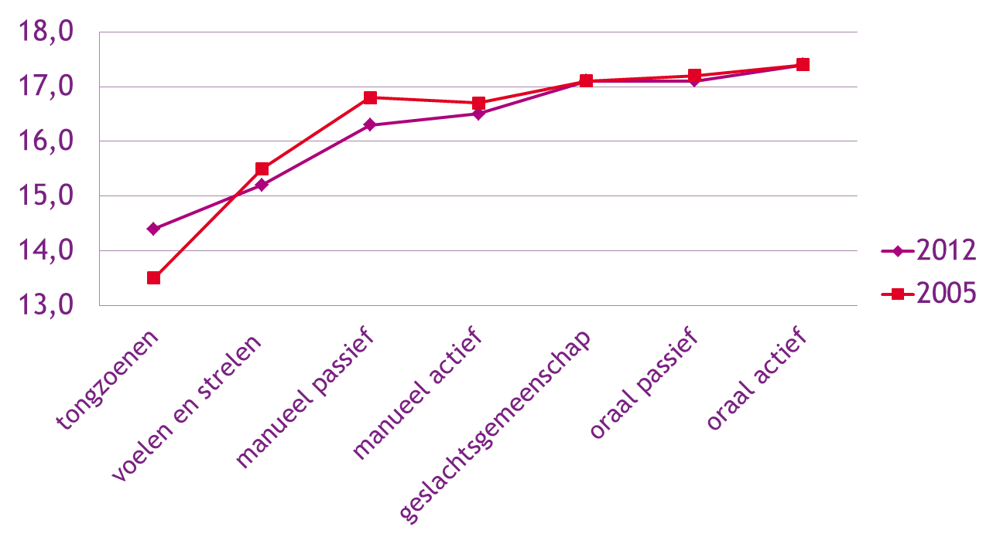 18,0
17,0
16,0
15,0
14,0
13,0
2012
2005
tongzoenen
voelen en strelen
manueel passief
manueel actief
geslachtsgemeenschap
oraal passief
oraal actief